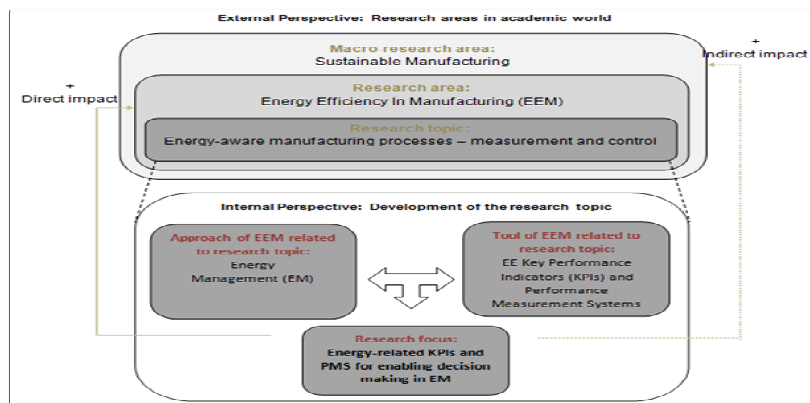 External Perspective: Research areas in academic world
+
Indirect impact
Macro-research area:
Sustainable Manufacturing
+
Direct impact
Research area:
Energy Efficiency In Manufacturing (EEM)
Research topic:
Energy-aware manufacturing processes – measurement and control
Internal Perspective: Development of the research topic
Approach of EEM related
to research topic:
Energy
Management (EM)
Tool of EEM related to
research topic:
EE Key Performance
Indicators (KPIs) and
Performance
Measurement Systems
Research focus:
Energy-related KPIs and
PMS for enabling decision
making in EM